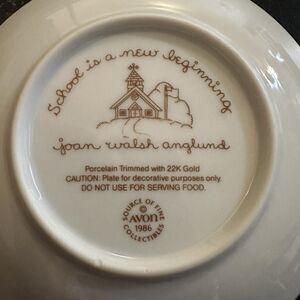 School is a new beginning
joan walsh anglund
Porcelain Trimmed with 22K Gold
CAUTION: Plate for decorative purposes only.
DO NOT USE FOR SERVING FOOD.
SOURCE OF FINE
© AVON
1986
COLLECTIBLES